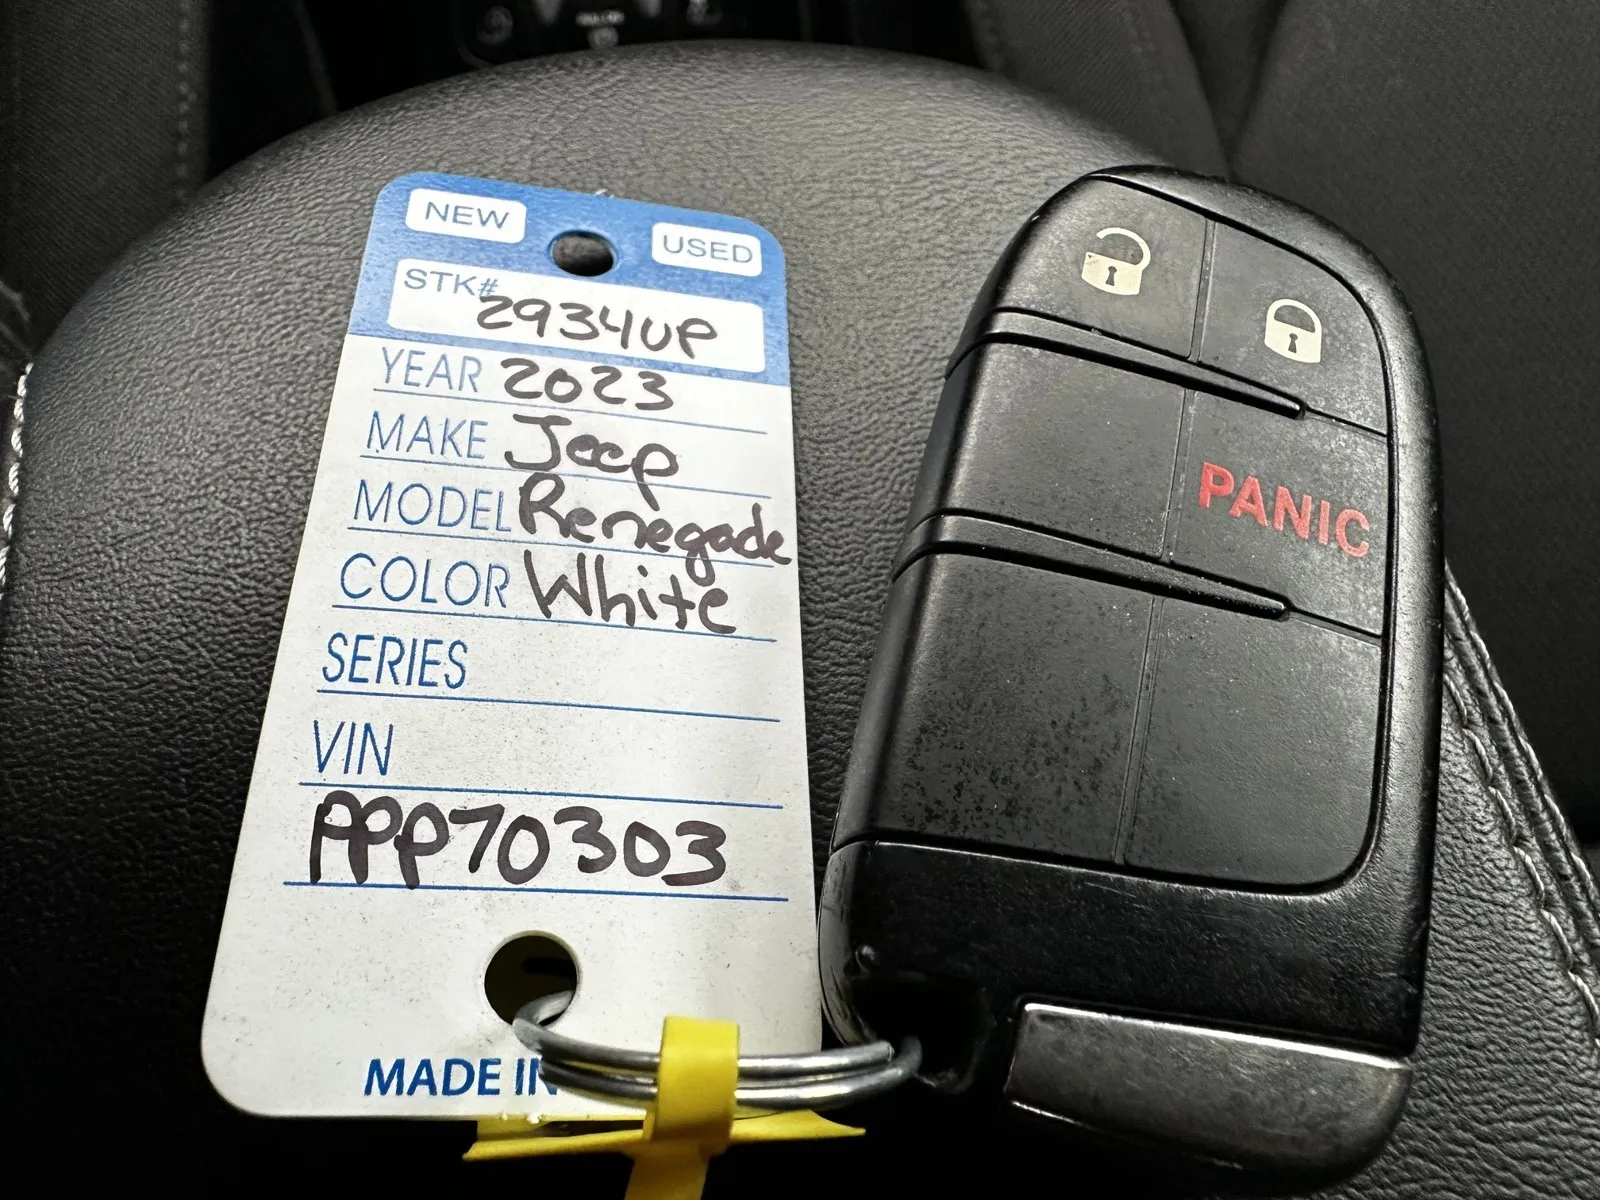 NEW
USED
STK# 2934UP
YEAR 2023
MAKE Jeep
MODEL Renegade
COLOR White
SERIES
VIN
PPP70303
MADE IN
PANIC